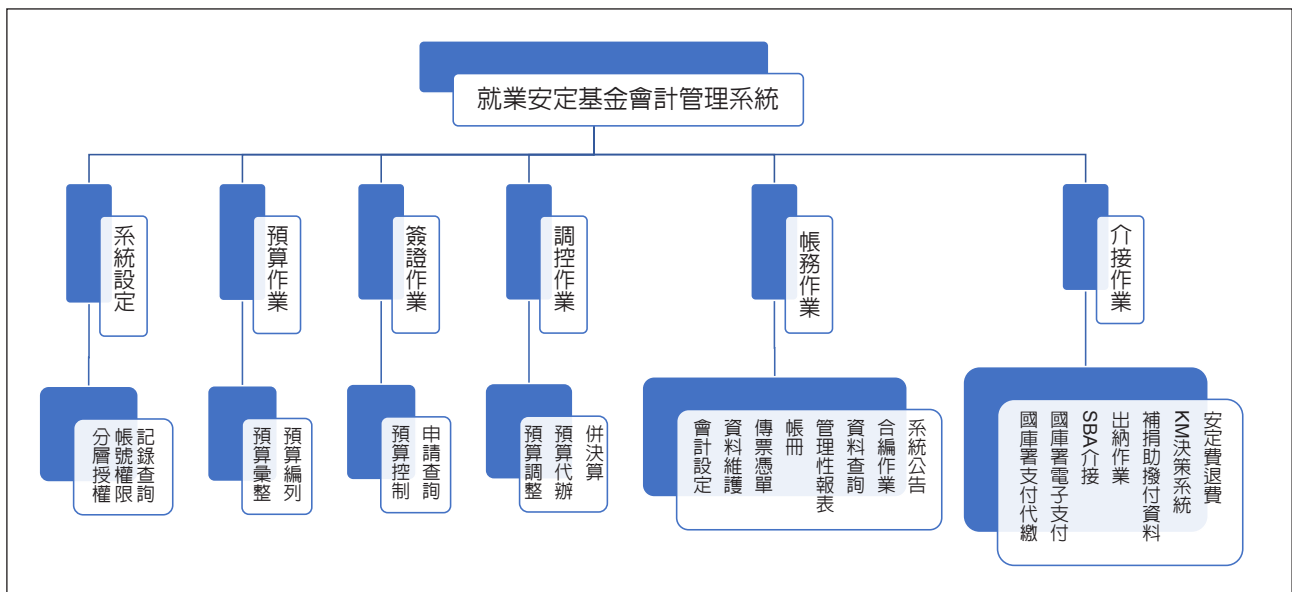 就業安定基金會計管理系統
系統設定
預算作業
簽證作業
調控作業
帳務作業
介接作業
記錄查詢
帳號權限
分層授權
預算編列
預算彙整
申請查詢
預算控制
併決算
預算代辦
預算調整
系統公告
合編作業
資料查詢
管理性報表
帳冊
傳票憑單
資料維護
會計設定
安定費退費
KM決策系統
補捐助撥付資料
出納作業
SBA介接
國庫署電子支付
國庫署支付代繳